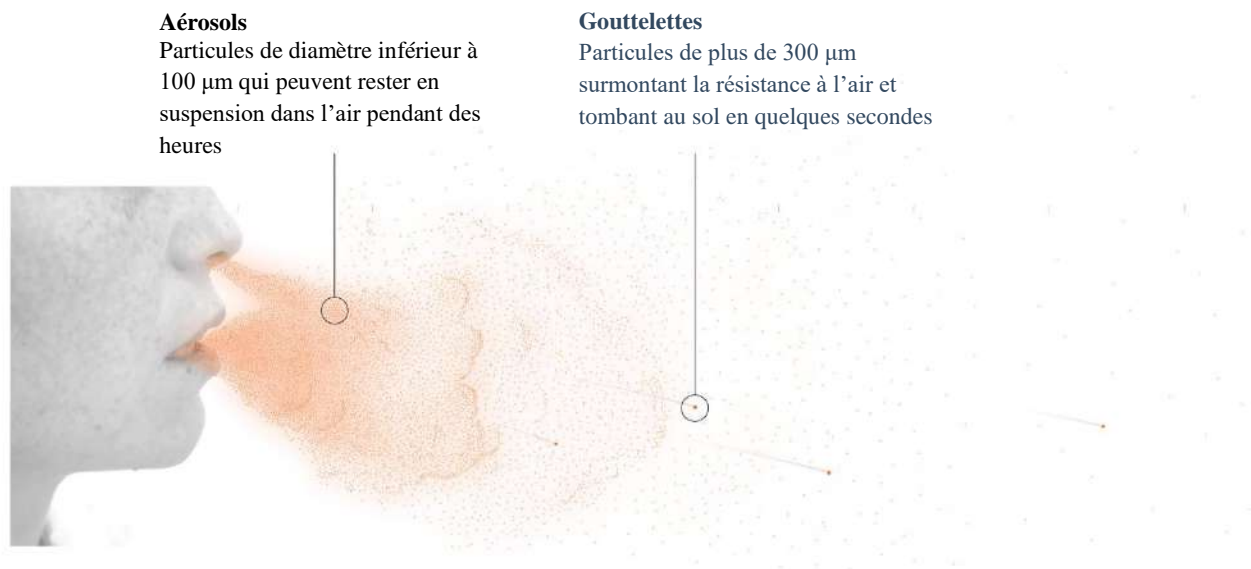 Aérosols
Particules de diamètre inférieur à
100 μm qui peuvent rester en
suspension dans l’air pendant des
heures
Gouttelettes
Particules de plus de 300 μm
surmontant la résistance à l’air et
tombant au sol en quelques secondes